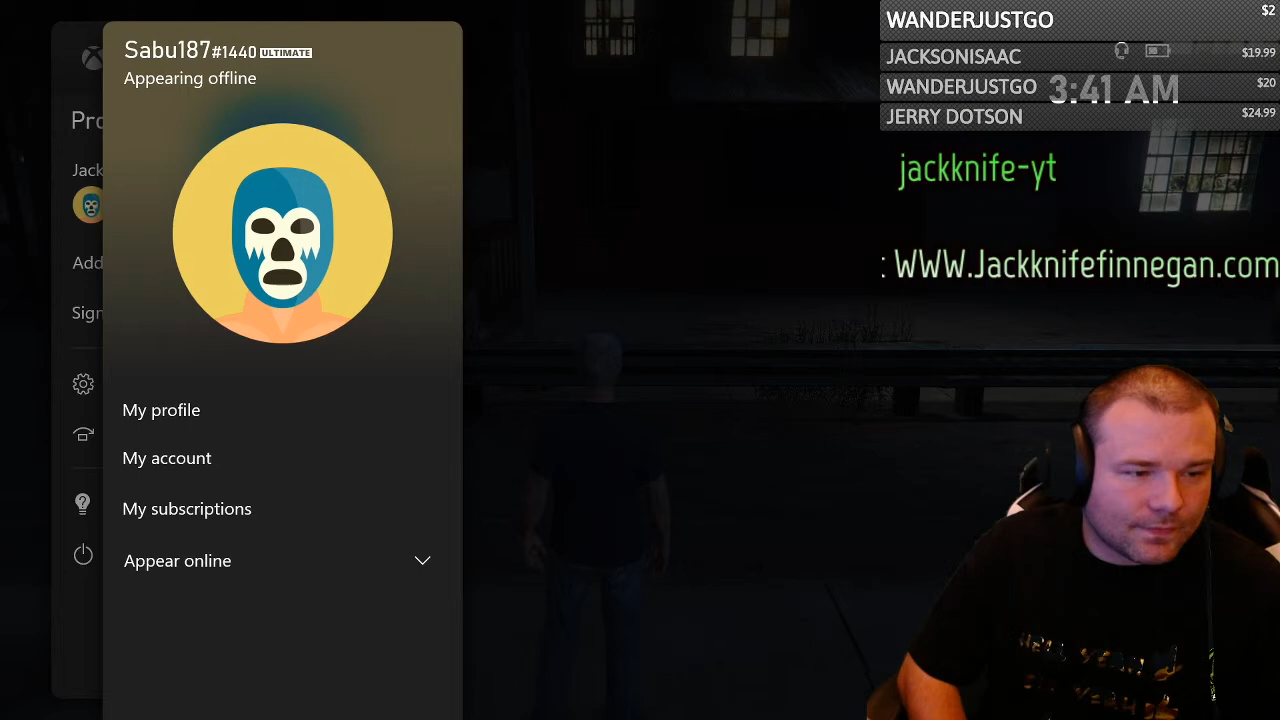 Sabu187#1440 ULTIMATE
Appearing offline
Pro
Jack
Add
Sign
My profile
My account
My subscriptions
Appear online
WANDERJUSTGO $2
JACKSONISAAC $19.99
WANDERJUSTGO $20
JERRY DOTSON $24.99
3:41 AM
jackknife-yt
: WWW.Jackknifefinnegan.com